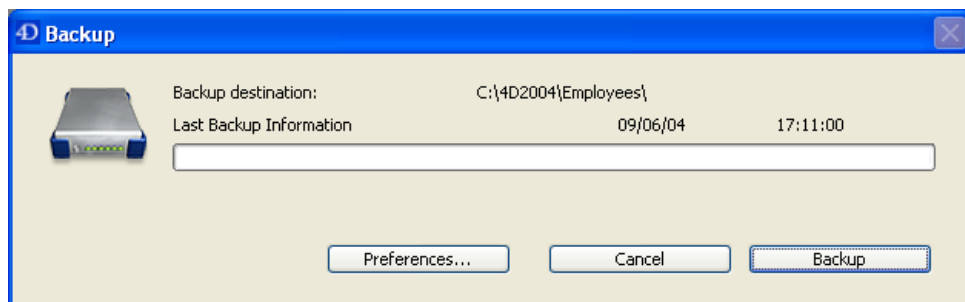 4D Backup
Backup destination: C:\4D2004\Employees\
Last Backup Information 09/06/04 17:11:00
Preferences... Cancel Backup